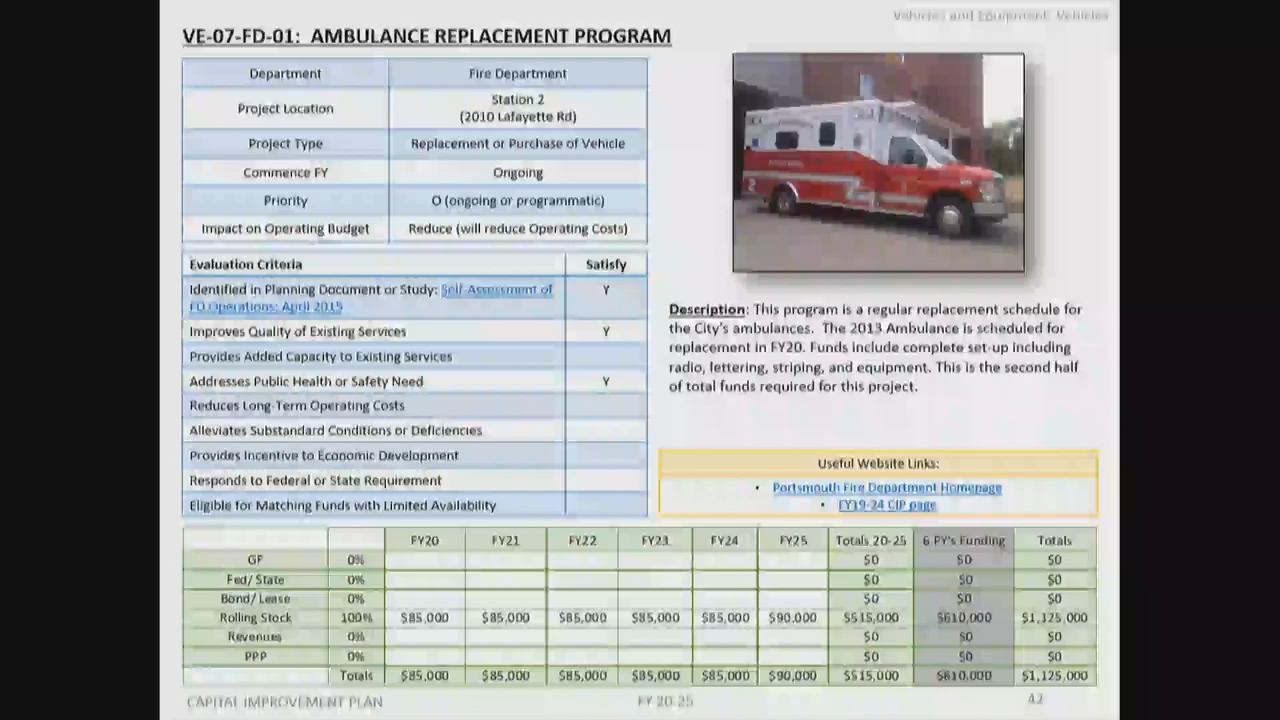 Vehicles and Equipment: Vehicles
VE-07-FD-01: AMBULANCE REPLACEMENT PROGRAM
Department Fire Department
Project Location Station 2
(2010 Lafayette Rd)
Project Type Replacement or Purchase of Vehicle
Commence FY Ongoing
Priority O (ongoing or programmatic)
Impact on Operating Budget Reduce (will reduce Operating Costs)
Evaluation Criteria Satisfy
Identified in Planning Document or Study: Self-Assessment of Y
FD Operations; April 2015
Improves Quality of Existing Services Y
Provides Added Capacity to Existing Services
Addresses Public Health or Safety Need Y
Reduces Long-Term Operating Costs
Alleviates Substandard Conditions or Deficiencies
Provides Incentive to Economic Development
Responds to Federal or State Requirement
Eligible for Matching Funds with Limited Availability
Description: This program is a regular replacement schedule for
the City's ambulances. The 2013 Ambulance is scheduled for
replacement in FY20. Funds include complete set-up including
radio, lettering, striping, and equipment. This is the second half
of total funds required for this project.
Useful Website Links:
• Portsmouth Fire Department Homepage
• FY19-24 CIP page
FY20 FY21 FY22 FY23 FY24 FY25 Totals 20-25 6 PY's Funding Totals
GF 0% $0 $0 $0
Fed/ State 0% $0 $0 $0
Bond/ Lease 0% $0 $0 $0
Rolling Stock 100% $85,000 $85,000 $85,000 $85,000 $85,000 $90,000 $515,000 $610,000 $1,125,000
Revenues 0% $0 $0 $0
PPP 0% $0 $0 $0
Totals $85,000 $85,000 $85,000 $85,000 $85,000 $90,000 $515,000 $610,000 $1,125,000
CAPITAL IMPROVEMENT PLAN FY 20-25 42